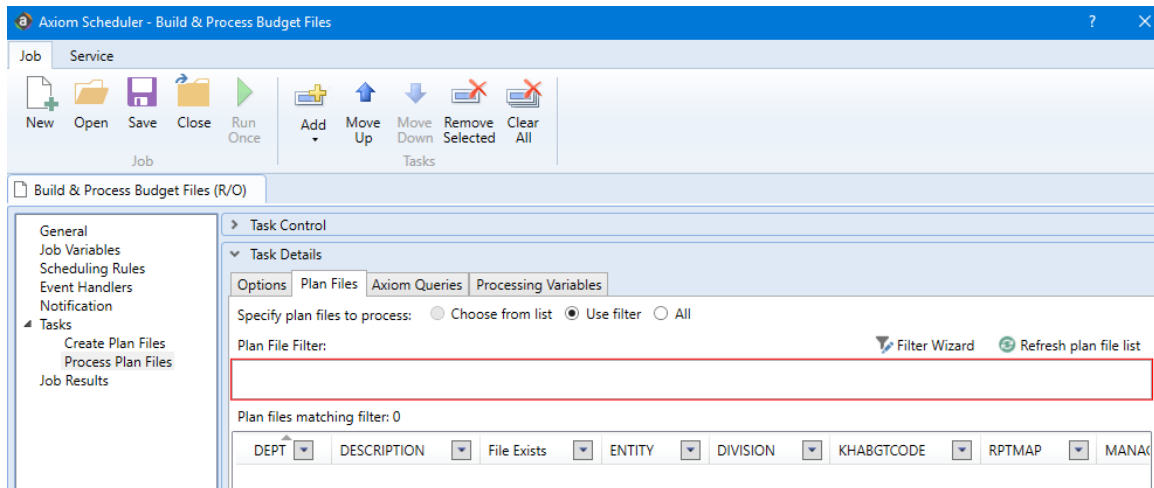 Axiom Scheduler - Build & Process Budget Files ?
Job Service
New Open Save Close Run Once Add Move Up Move Down Remove Selected Clear All
Job Tasks
Build & Process Budget Files (R/O)
General
Job Variables
Scheduling Rules
Event Handlers
Notification
Tasks
Create Plan Files
Process Plan Files
Job Results
Task Control
Task Details
Options Plan Files Axiom Queries Processing Variables
Specify plan files to process: Choose from list Use filter All
Plan File Filter: Filter Wizard Refresh plan file list
Plan files matching filter: 0
DEPT DESCRIPTION File Exists ENTITY DIVISION KHABGTCODE RPTMAP MANAC